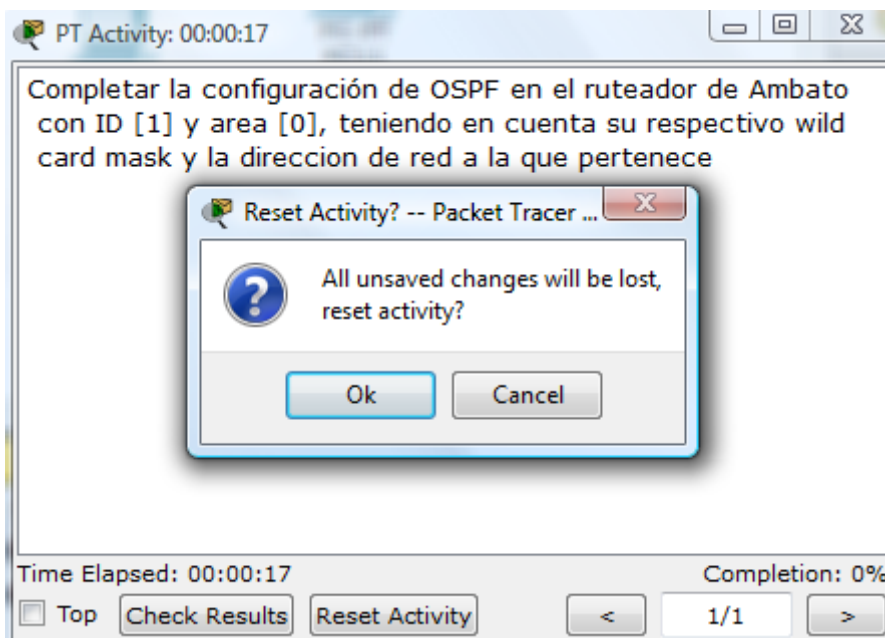 PT Activity: 00:00:17
Completar la configuración de OSPF en el ruteador de Ambato
con ID [1] y area [0], teniendo en cuenta su respectivo wild
card mask y la direccion de red a la que pertenece
Reset Activity? -- Packet Tracer ...
All unsaved changes will be lost,
reset activity?
Ok Cancel
Time Elapsed: 00:00:17 Completion: 0%
Top Check Results Reset Activity < 1/1 >